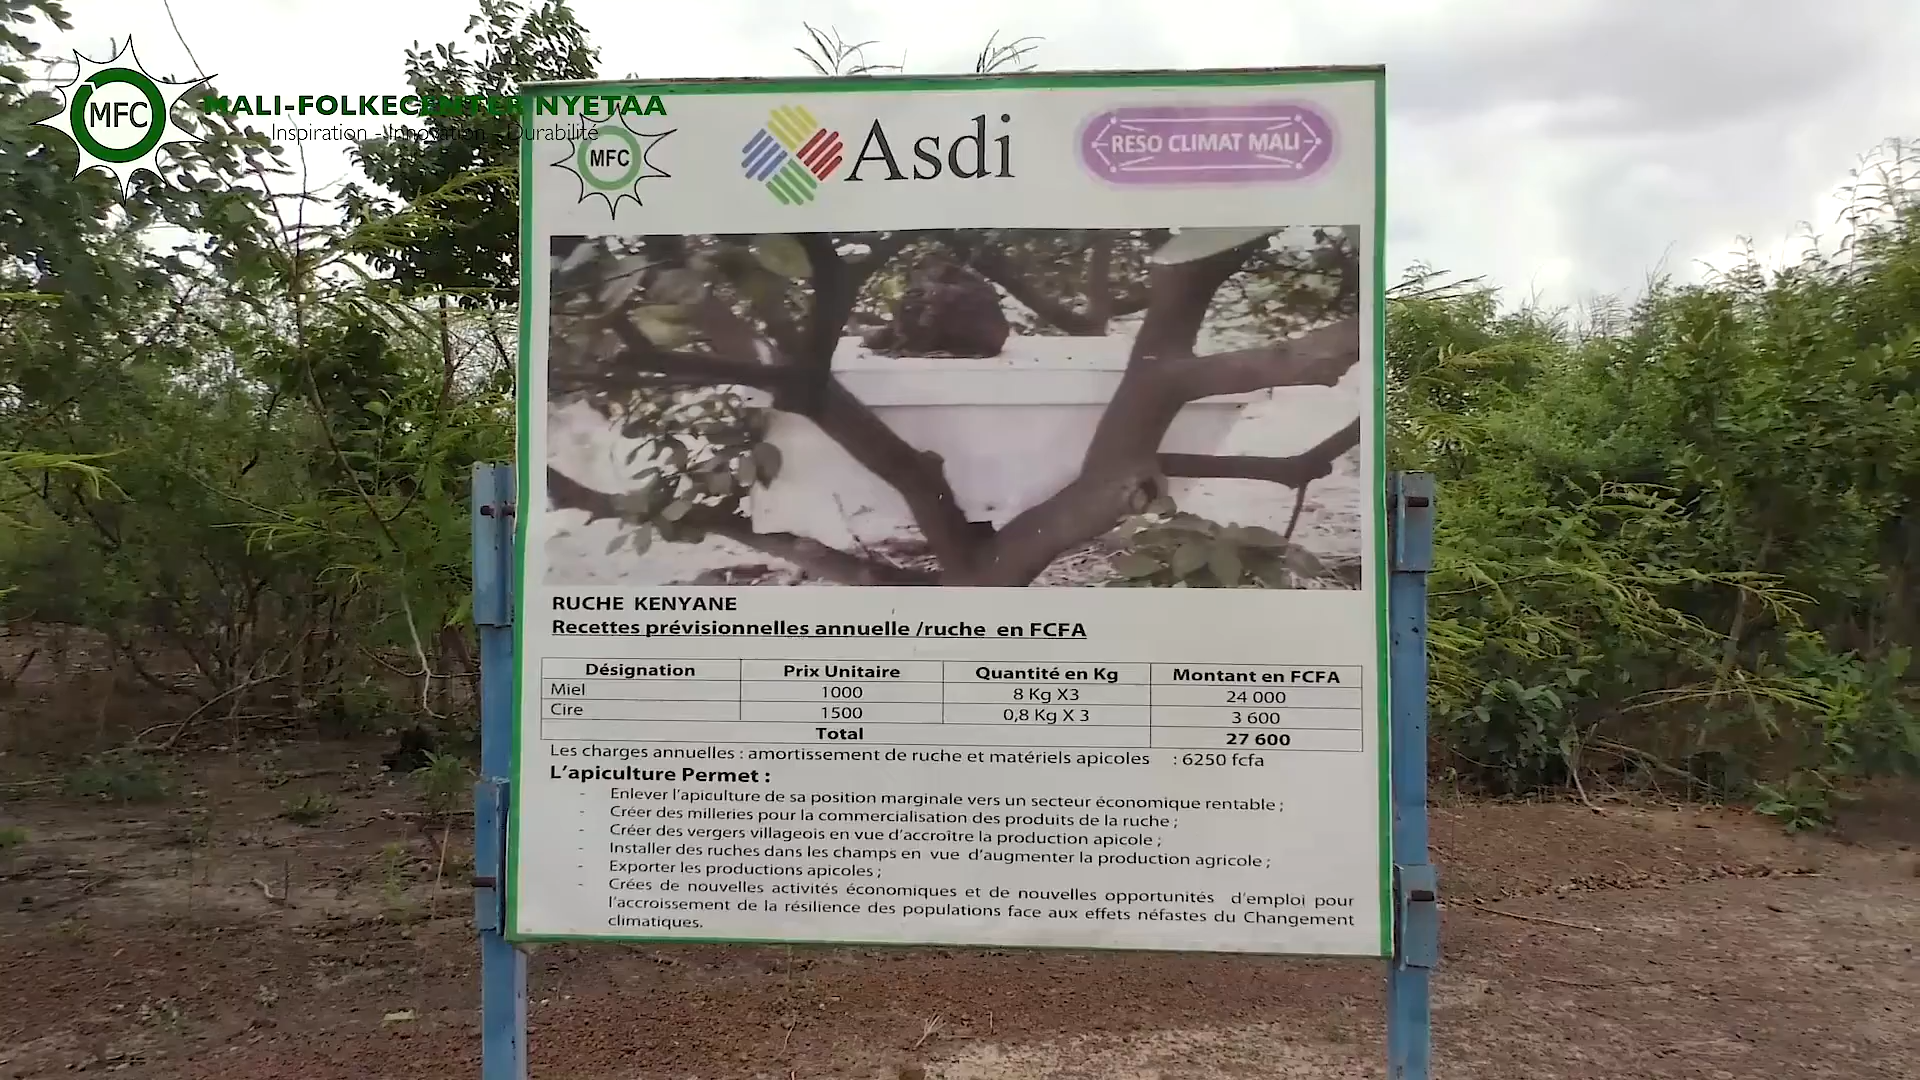 MFC
MALI-FOLKECENTER NYETAA
Inspiration - Innovation - Durabilité
MFC
Asdi
RESO CLIMAT MALI
RUCHE KENYANE
Recettes prévisionnelles annuelle /ruche en FCFA
Désignation Prix Unitaire Quantité en Kg Montant en FCFA
Miel 1000 8 Kg X3 24 000
Cire 1500 0,8 Kg X 3 3 600
Total 27 600
Les charges annuelles : amortissement de ruche et matériels apicoles : 6250 fcfa
L'apiculture Permet :
- Enlever l'apiculture de sa position marginale vers un secteur économique rentable ;
- Créer des milleries pour la commercialisation des produits de la ruche ;
- Créer des vergers villageois en vue d'accroître la production apicole ;
- Installer des ruches dans les champs en vue d'augmenter la production agricole ;
- Exporter les productions apicoles ;
- Crées de nouvelles activités économiques et de nouvelles opportunités d'emploi pour
l'accroissement de la résilience des populations face aux effets néfastes du Changement
climatiques.